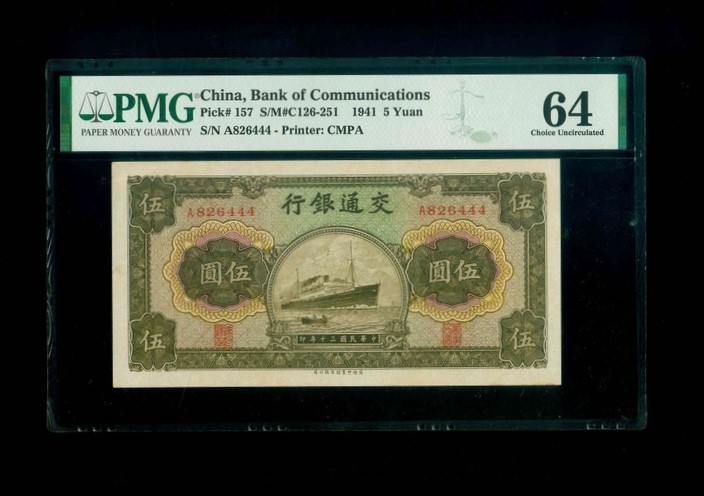 PMG
PAPER MONEY GUARANTY
China, Bank of Communications
Pick# 157 S/M#C126-251 1941 5 Yuan
S/N A826444 - Printer: CMPA
64
Choice Uncirculated
伍
行銀通交
伍
A826444
A826444
圓伍
圓伍
伍
印年十三國民華中
伍